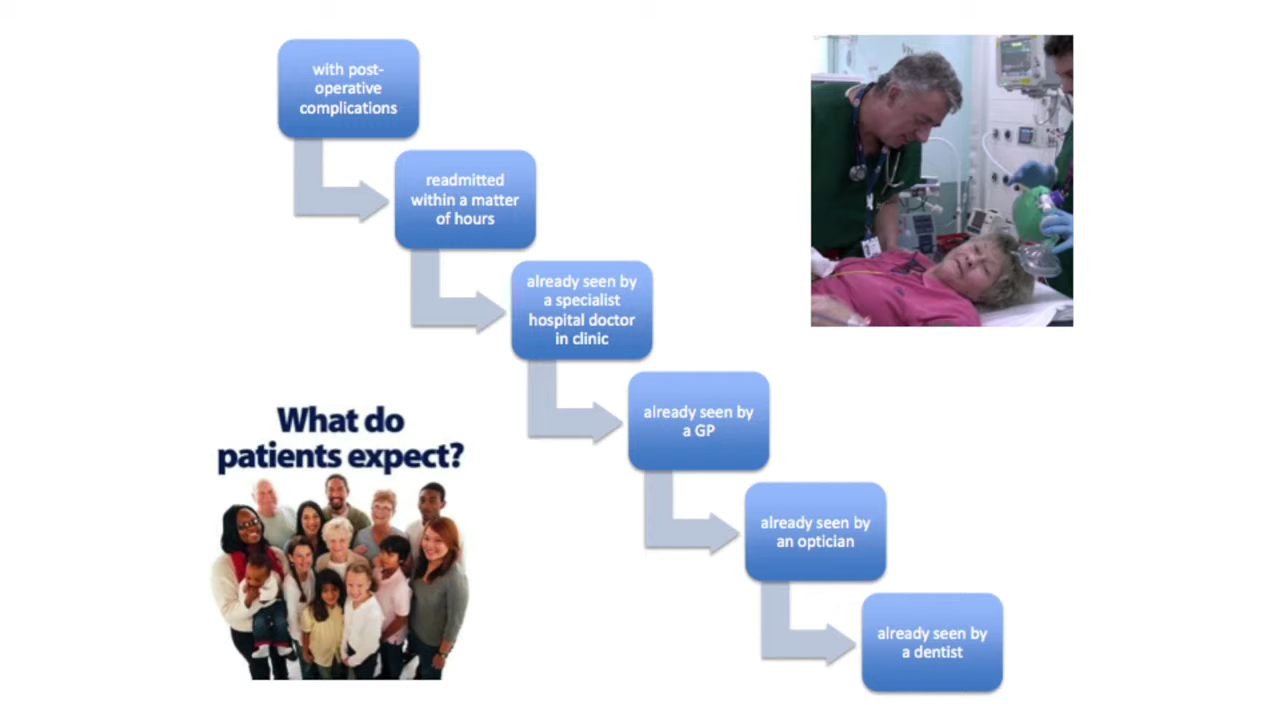 with post-
operative
complications
readmitted
within a matter
of hours
already seen by
a specialist
hospital doctor
in clinic
already seen by
a GP
already seen by
an optician
already seen by
a dentist
What do
patients expect?